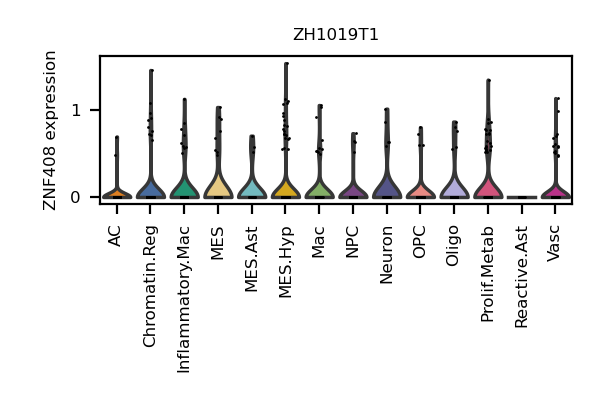 ZH1019T1
ZNF408 expression
1
0
AC
Chromatin.Reg
Inflammatory.Mac
MES
MES.Ast
MES.Hyp
Mac
NPC
Neuron
OPC
Oligo
Prolif.Metab
Reactive.Ast
Vasc